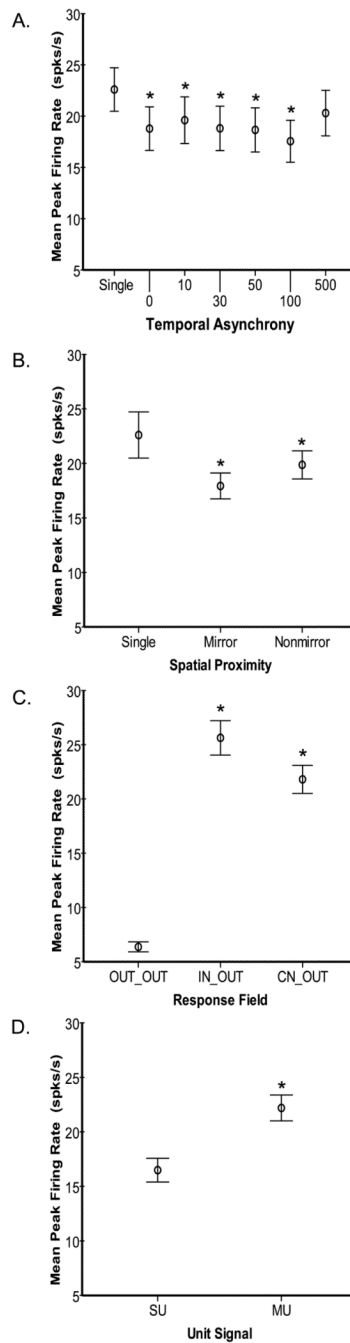 A.
Mean Peak Firing Rate (spks/s)
30
25
20
15
10
5
* * * * *
Single 10 50 500
0 30 100
Temporal Asynchrony
B.
Mean Peak Firing Rate (spks/s)
30
25
20
15
10
5
* *
Single Mirror Nonmirror
Spatial Proximity
C.
Mean Peak Firing Rate (spks/s)
30
25
20
15
10
5
* *
OUT_OUT IN_OUT CN_OUT
Response Field
D.
Mean Peak Firing Rate (spks/s)
30
25
20
15
10
5
*
SU MU
Unit Signal